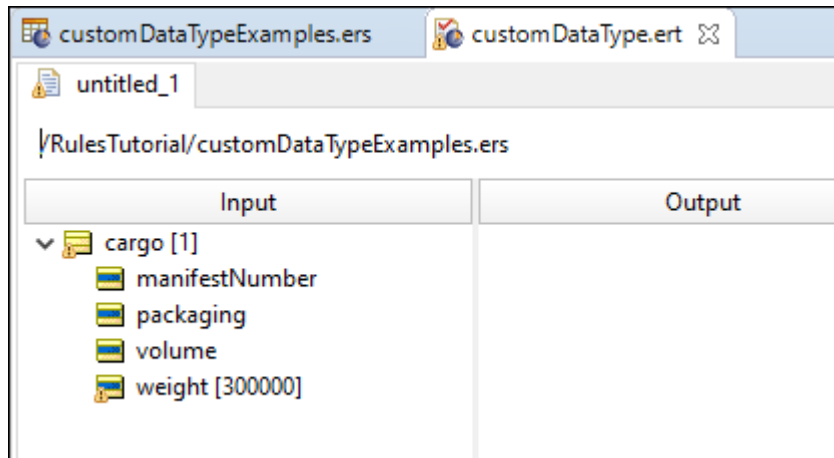 customDataTypeExamples.ers customDataType.ert
untitled_1
/RulesTutorial/customDataTypeExamples.ers
Input Output
cargo [1]
manifestNumber
packaging
volume
weight [300000]